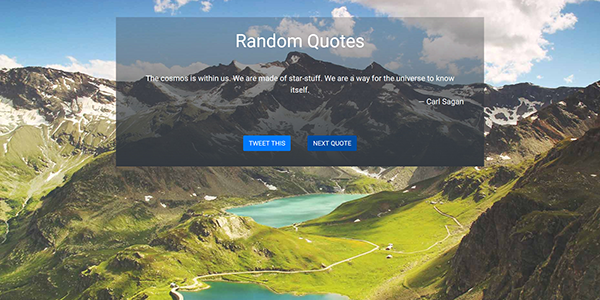 Random Quotes
The cosmos is within us. We are made of star-stuff. We are a way for the universe to know
itself.
— Carl Sagan
TWEET THIS
NEXT QUOTE